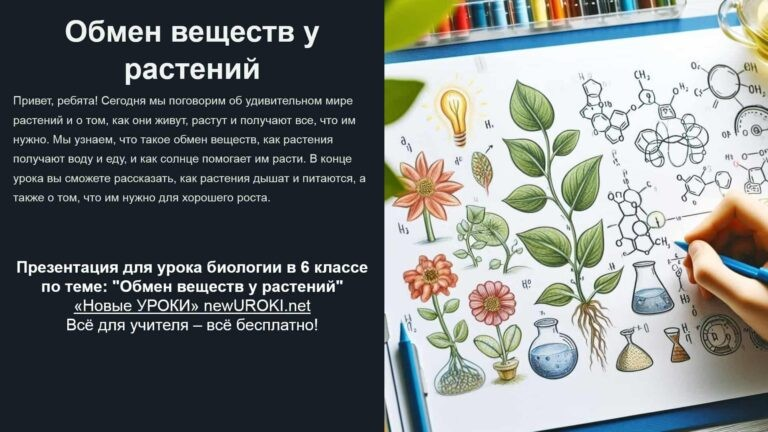 Обмен веществ у
растений
Привет, ребята! Сегодня мы поговорим об удивительном мире
растений и о том, как они живут, растут и получают все, что им
нужно. Мы узнаем, что такое обмен веществ, как растения
получают воду и еду, и как солнце помогает им расти. В конце
урока вы сможете рассказать, как растения дышат и питаются, а
также о том, что им нужно для хорошего роста.
Презентация для урока биологии в 6 классе
по теме: "Обмен веществ у растений"
«Новые УРОКИ» newUROKI.net
Всё для учителя – всё бесплатно!